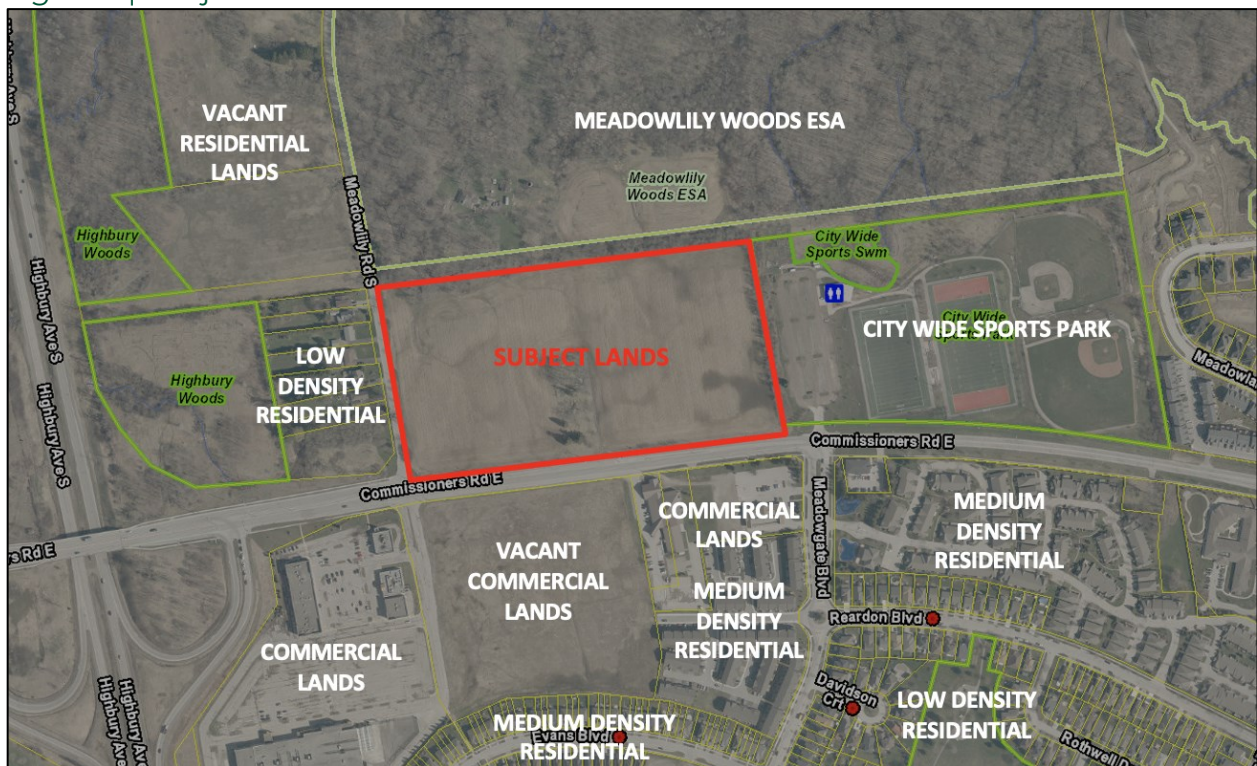 VACANT
RESIDENTIAL
LANDS
MEADOWLILY WOODS ESA
Meadowlily
Woods ESA
Meadowlily Rd S
Highbury
Woods
City Wide
Sports Swm
Highbury Ave S
Highbury Ave S
CITY WIDE SPORTS PARK
City Wide
SUBJECT LANDS
LOW
DENSITY
RESIDENTIAL
Highbury
Woods
Commissioners Rd E
Commissioners Rd E
COMMERCIAL
LANDS
Meadowgate Blvd
MEDIUM
DENSITY
RESIDENTIAL
VACANT
COMMERCIAL
LANDS
MEDIUM
DENSITY
RESIDENTIAL
Reardon Blvd
COMMERCIAL
LANDS
Davidson
Crt
LOW DENSITY
RESIDENTIAL
MEDIUM DENSITY
RESIDENTIAL
Evans Blvd
Highbury Ave S